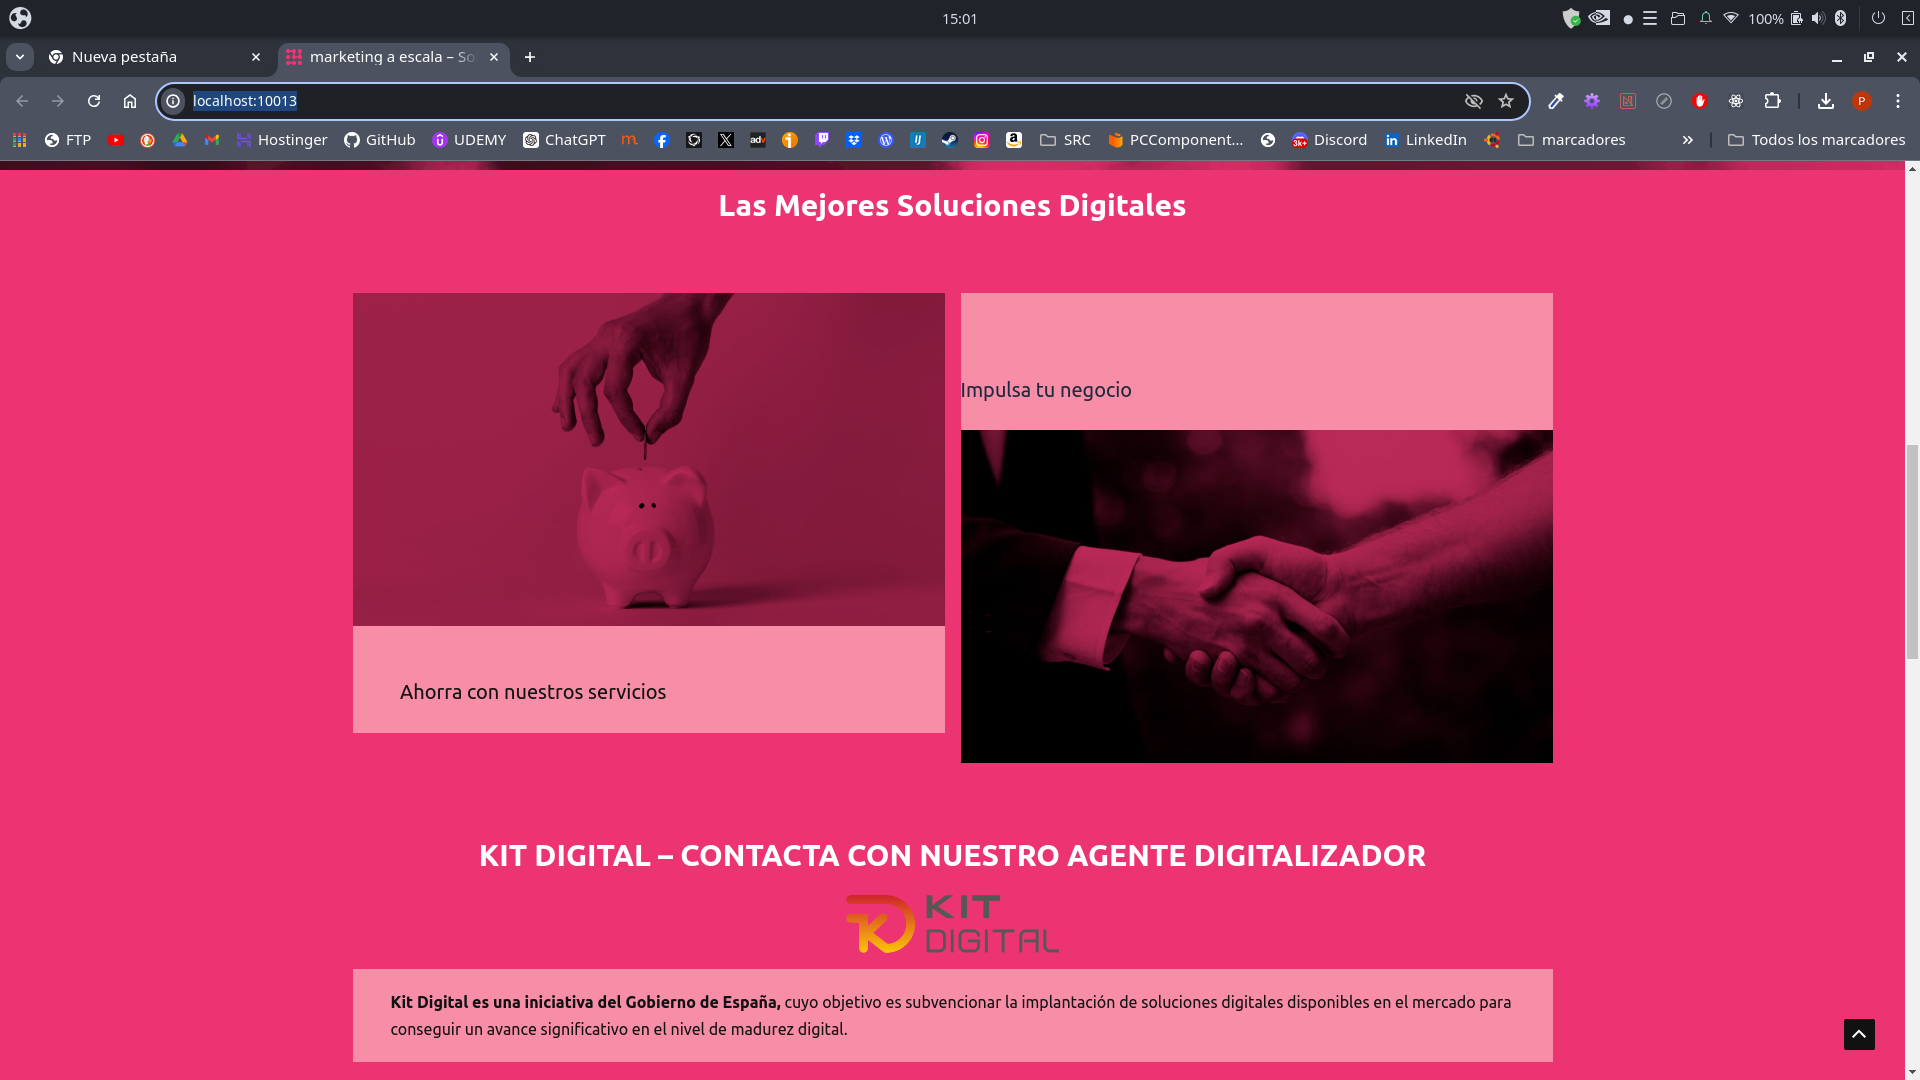 15:01
100%
Nueva pestaña
marketing a escala – So
localhost:10013
FTP
Hostinger
GitHub
UDEMY
ChatGPT
SRC
PCComponent...
Discord
LinkedIn
marcadores
Todos los marcadores
Las Mejores Soluciones Digitales
Impulsa tu negocio
Ahorra con nuestros servicios
KIT DIGITAL – CONTACTA CON NUESTRO AGENTE DIGITALIZADOR
KIT
DIGITAL
Kit Digital es una iniciativa del Gobierno de España, cuyo objetivo es subvencionar la implantación de soluciones digitales disponibles en el mercado para
conseguir un avance significativo en el nivel de madurez digital.